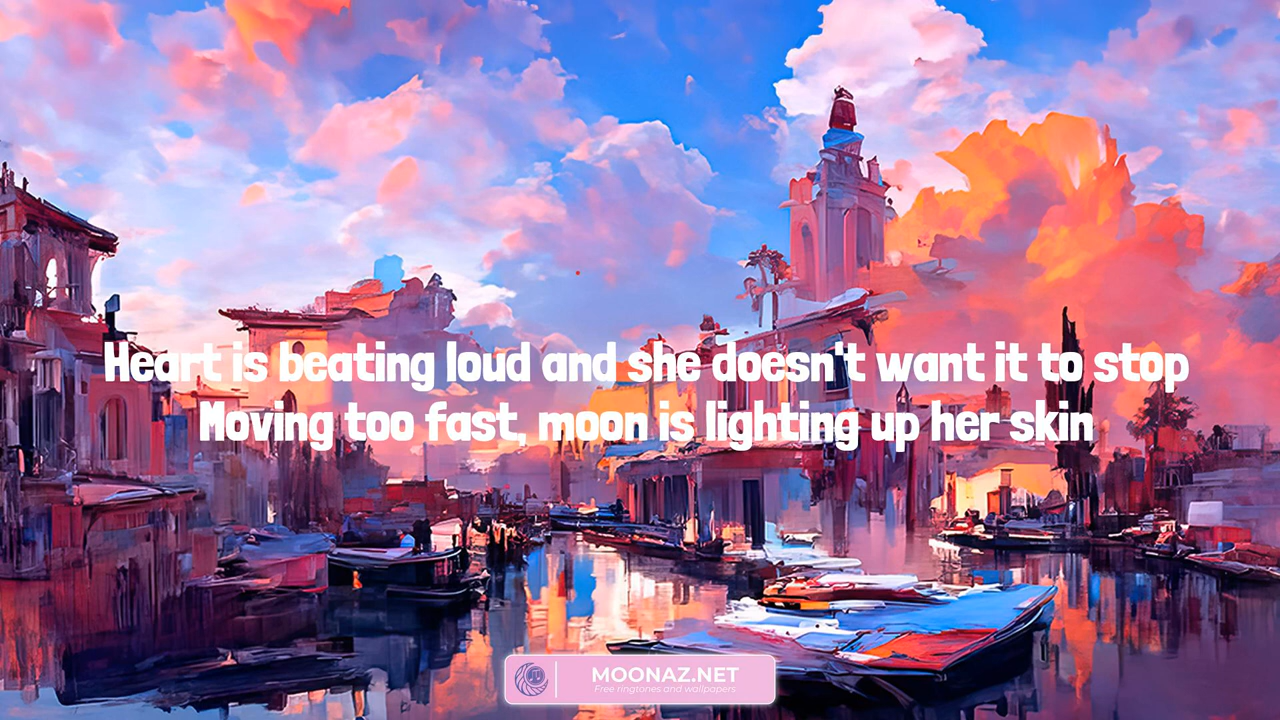 Heart is beating loud and she doesn't want it to stop
Moving too fast, moon is lighting up her skin
MOONAZ.NET
Free ringtones and wallpapers